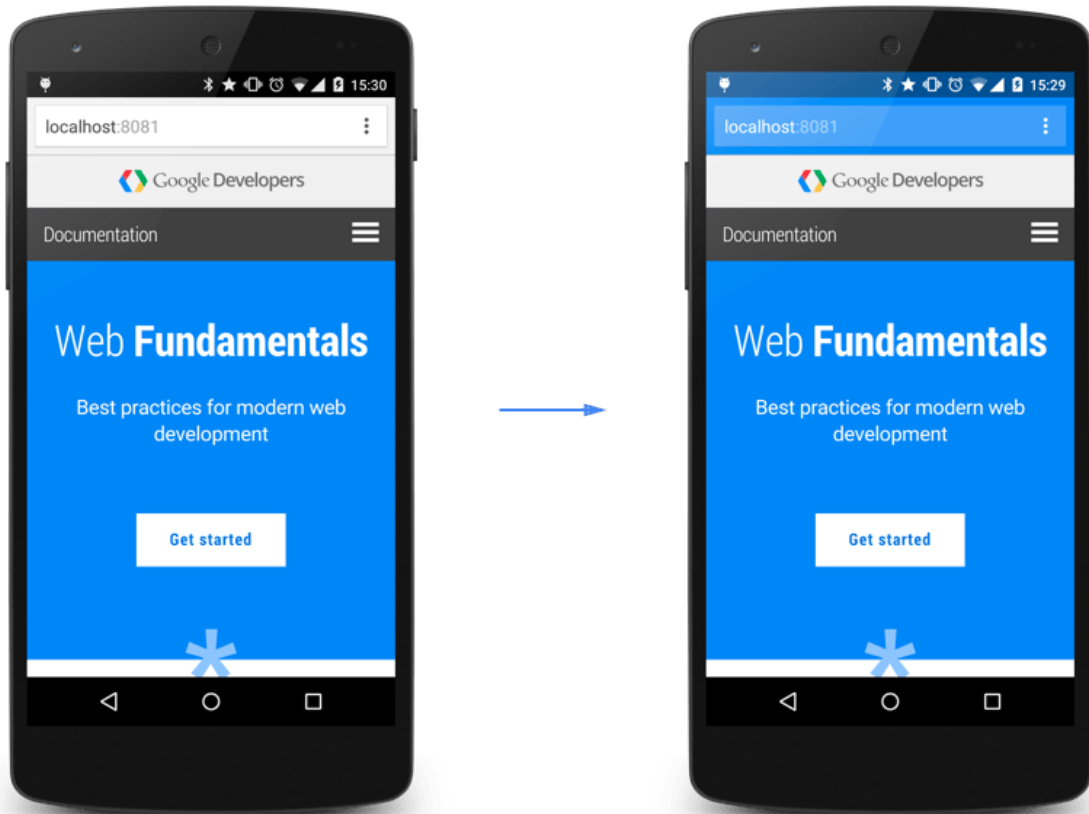 15:30
localhost:8081
Google Developers
Documentation
Web Fundamentals
Best practices for modern web
development
Get started
*
15:29
localhost:8081
Google Developers
Documentation
Web Fundamentals
Best practices for modern web
development
Get started
*